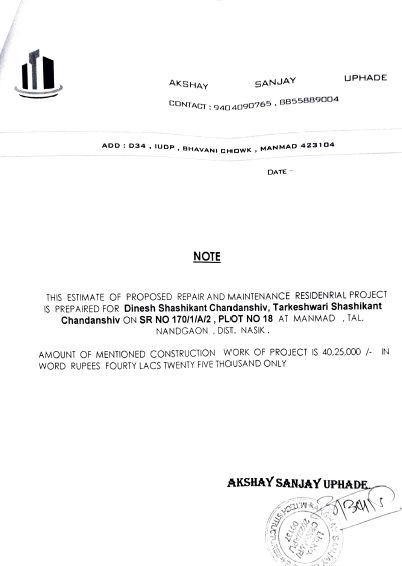 AKSHAY SANJAY UPHADE
CONTACT : 9404090765 , 8855889004
ADD : D34 , IUDP , BHAVANI CHOWK , MANMAD 423104
DATE –
NOTE
THIS ESTIMATE OF PROPOSED REPAIR AND MAINTENANCE RESIDENRIAL PROJECT
IS PREPAIRED FOR Dinesh Shashikant Chandanshiv, Tarkeshwari Shashikant
Chandanshiv ON SR NO 170/1/A/2 , PLOT NO 18 AT MANMAD , TAL.
NANDGAON . DIST. NASIK .
AMOUNT OF MENTIONED CONSTRUCTION WORK OF PROJECT IS 40,25,000 /- IN
WORD RUPEES FOURTY LACS TWENTY FIVE THOUSAND ONLY
AKSHAY SANJAY UPHADE.